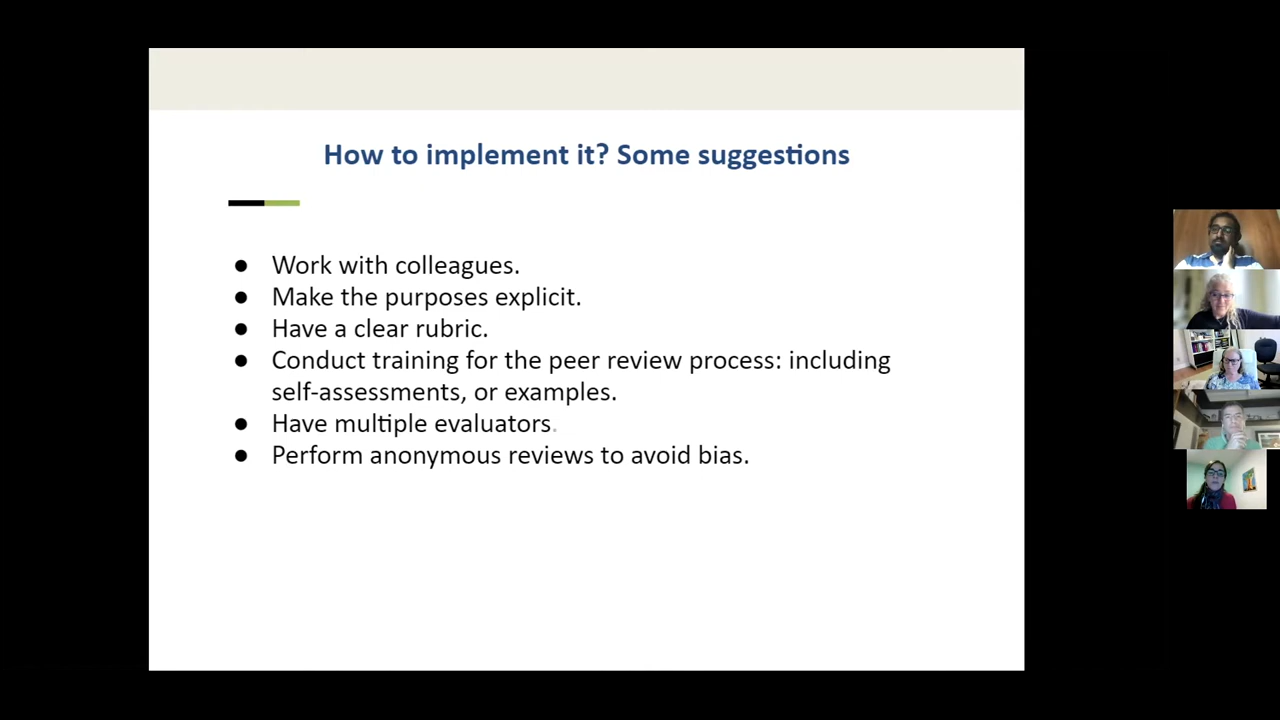 How to implement it? Some suggestions
● Work with colleagues.
● Make the purposes explicit.
● Have a clear rubric.
● Conduct training for the peer review process: including
self-assessments, or examples.
● Have multiple evaluators.
● Perform anonymous reviews to avoid bias.